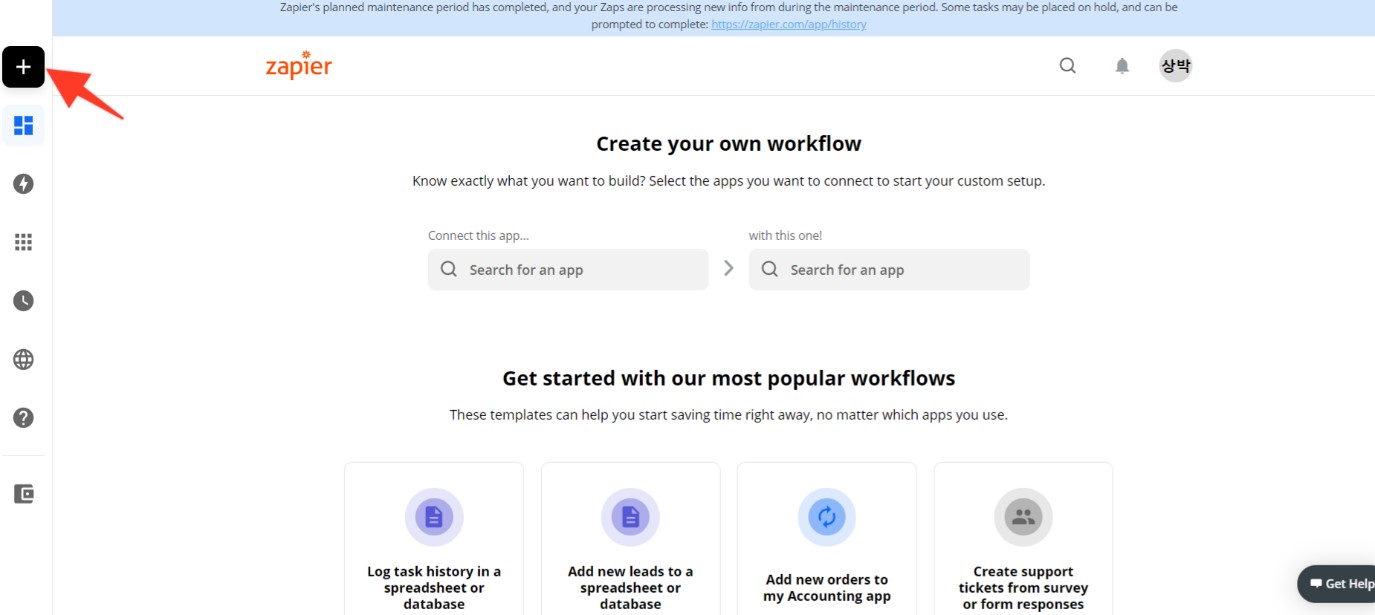 Zapier's planned maintenance period has completed, and your Zaps are processing new info from during the maintenance period. Some tasks may be placed on hold, and can be
prompted to complete: https://zapier.com/app/history
zapier
상박
Create your own workflow
Know exactly what you want to build? Select the apps you want to connect to start your custom setup.
Connect this app...
with this one!
Search for an app
Search for an app
Get started with our most popular workflows
These templates can help you start saving time right away, no matter which apps you use.
Log task history in a
spreadsheet or
database
Add new leads to a
spreadsheet or
database
Add new orders to
my Accounting app
Create support
tickets from survey
or form responses
Get Help